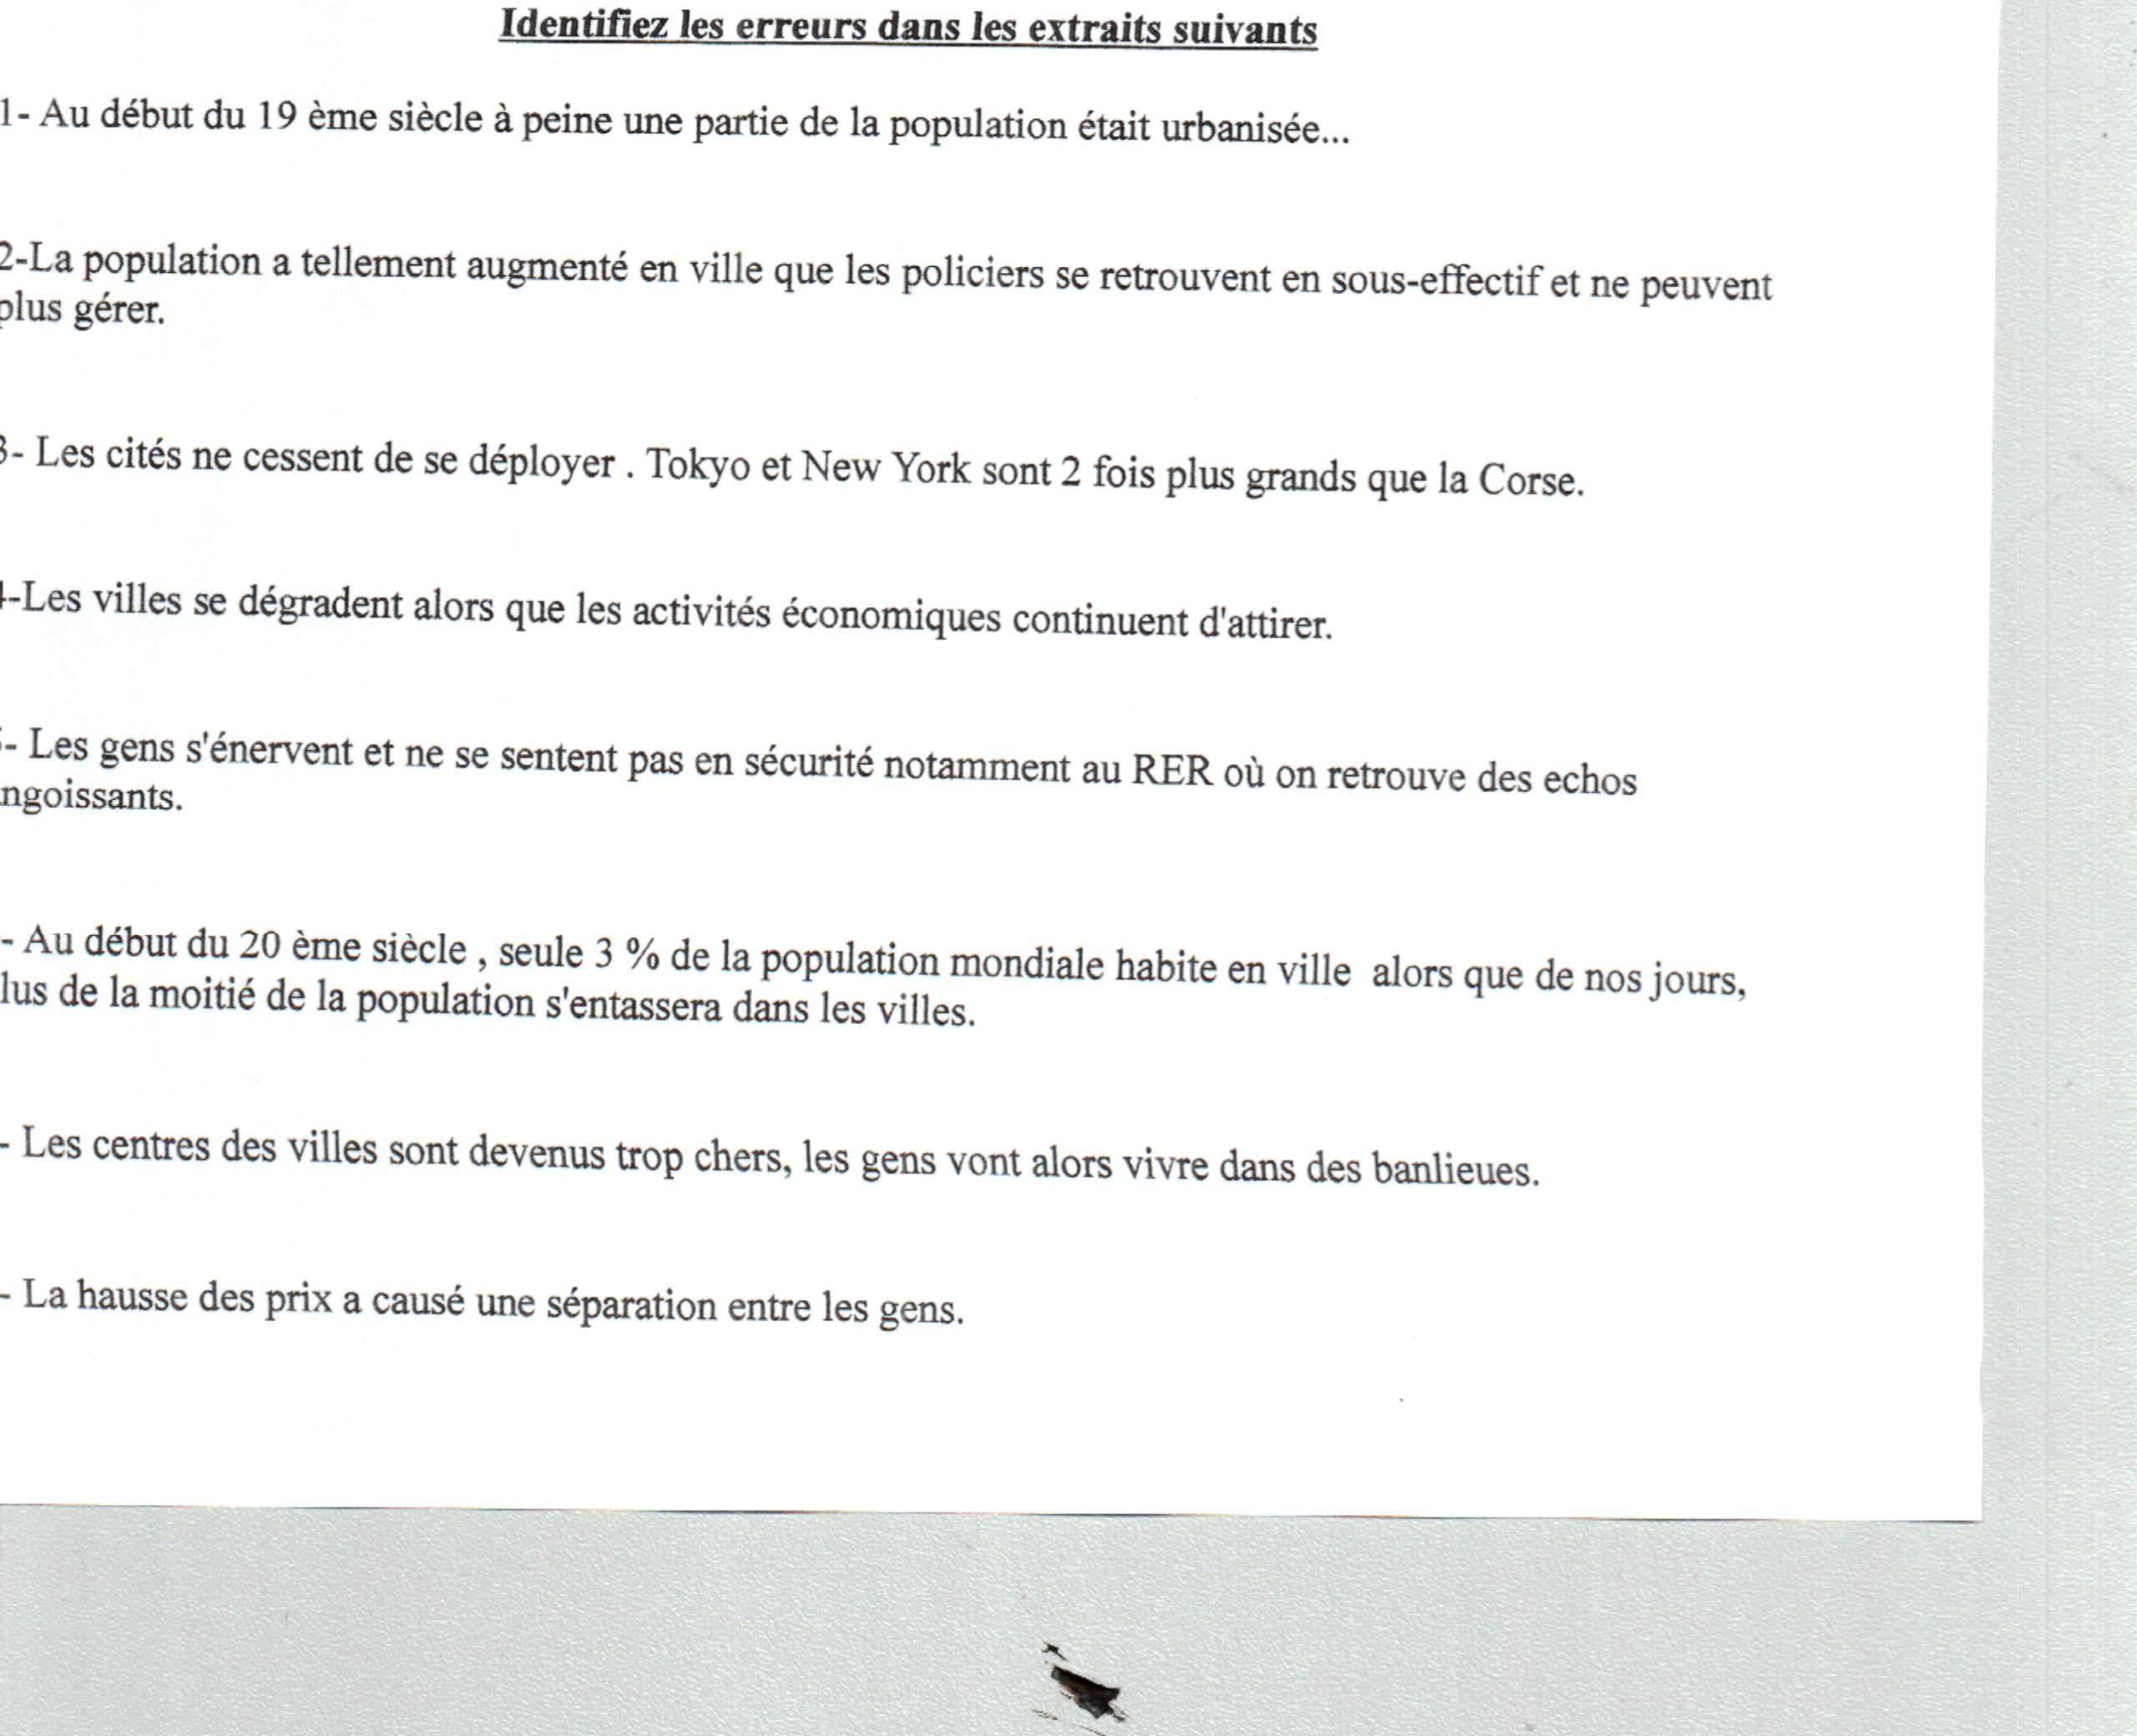 Identifiez les erreurs dans les extraits suivants
1- Au début du 19 ème siècle à peine une partie de la population était urbanisée...
2-La population a tellement augmenté en ville que les policiers se retrouvent en sous-effectif et ne peuvent
plus gérer.
3- Les cités ne cessent de se déployer . Tokyo et New York sont 2 fois plus grands que la Corse.
-Les villes se dégradent alors que les activités économiques continuent d'attirer.
- Les gens s'énervent et ne se sentent pas en sécurité notamment au RER où on retrouve des echos
ngoissants.
- Au début du 20 ème siècle , seule 3 % de la population mondiale habite en ville alors que de nos jours,
lus de la moitié de la population s'entassera dans les villes.
- Les centres des villes sont devenus trop chers, les gens vont alors vivre dans des banlieues.
- La hausse des prix a causé une séparation entre les gens.